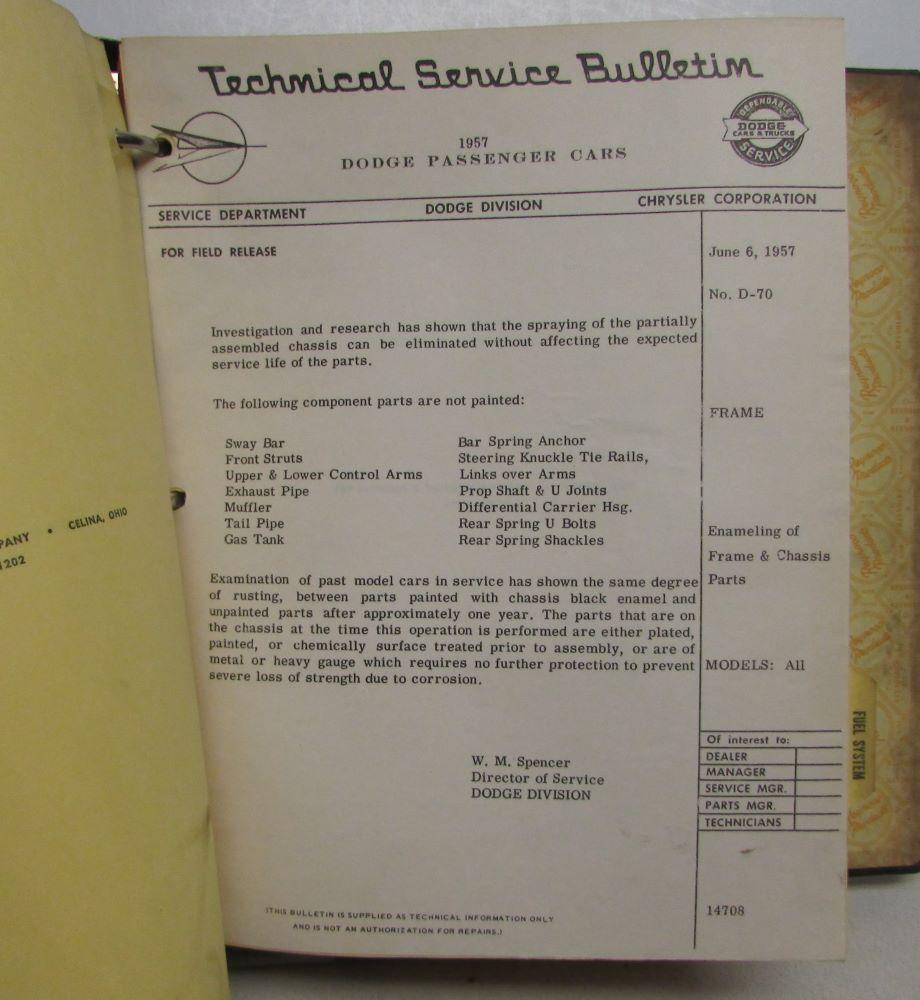 Technical Service Bulletin
1957
DODGE PASSENGER CARS
DEPENDABLE
DODGE
CARS & TRUCKS
SERVICE
SERVICE DEPARTMENT DODGE DIVISION CHRYSLER CORPORATION
FOR FIELD RELEASE
June 6, 1957
No. D-70
Investigation and research has shown that the spraying of the partially
assembled chassis can be eliminated without affecting the expected
service life of the parts.
The following component parts are not painted:
FRAME
Sway Bar Bar Spring Anchor
Front Struts Steering Knuckle Tie Rails,
Upper & Lower Control Arms Links over Arms
Exhaust Pipe Prop Shaft & U Joints
Muffler Differential Carrier Hsg.
Tail Pipe Rear Spring U Bolts
Gas Tank Rear Spring Shackles
Enameling of
Frame & Chassis
Parts
Examination of past model cars in service has shown the same degree
of rusting, between parts painted with chassis black enamel and
unpainted parts after approximately one year. The parts that are on
the chassis at the time this operation is performed are either plated,
painted, or chemically surface treated prior to assembly, or are of
metal or heavy gauge which requires no further protection to prevent
severe loss of strength due to corrosion.
MODELS: All
W. M. Spencer
Director of Service
DODGE DIVISION
Of interest to:
DEALER
MANAGER
SERVICE MGR.
PARTS MGR.
TECHNICIANS
(THIS BULLETIN IS SUPPLIED AS TECHNICAL INFORMATION ONLY
AND IS NOT AN AUTHORIZATION FOR REPAIRS.)
14708
PANY • CELINA, OHIO
1202
FUEL SYSTEM